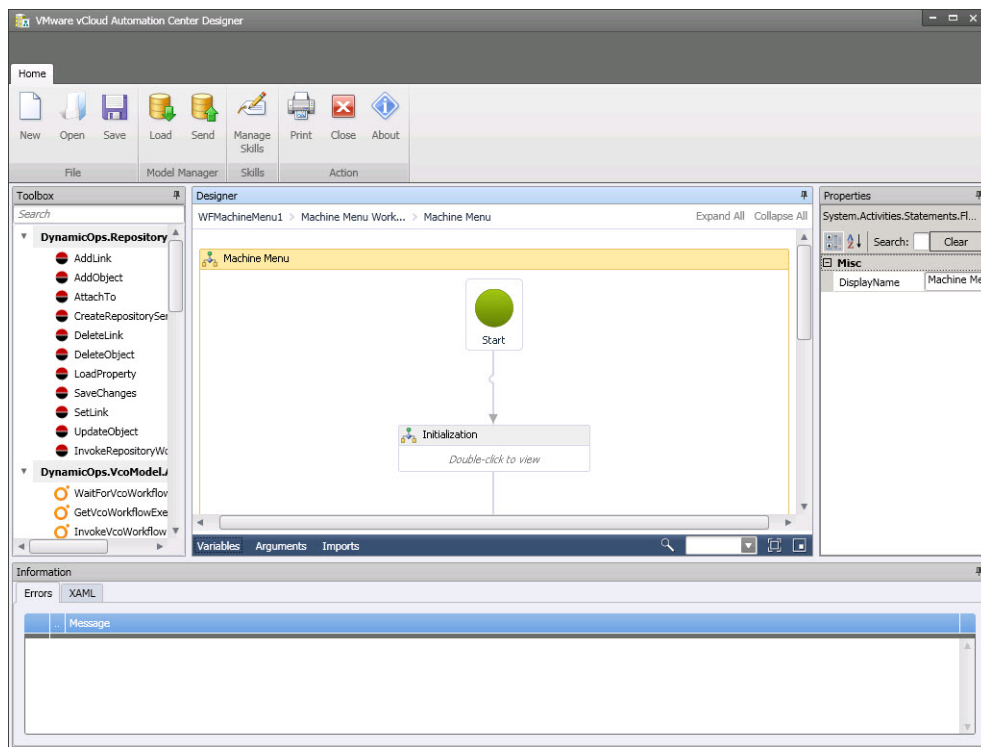 VMware vCloud Automation Center Designer
Home
New Open Save Load Send Manage Skills Print Close About
File Model Manager Skills Action
Toolbox
Search
DynamicOps.Repository
AddLink
AddObject
AttachTo
CreateRepositorySer
DeleteLink
DeleteObject
LoadProperty
SaveChanges
SetLink
UpdateObject
InvokeRepositoryWo
DynamicOps.VcoModel.
WaitForVcoWorkflow
GetVcoWorkflowExe
InvokeVcoWorkflow
Designer
WFMachineMenu1 > Machine Menu Work... > Machine Menu Expand All Collapse All
Machine Menu
Start
Initialization
Double-click to view
Variables Arguments Imports
Properties
System.Activities.Statements.Fl...
Search: Clear
Misc
DisplayName Machine Me
Information
Errors XAML
.. Message